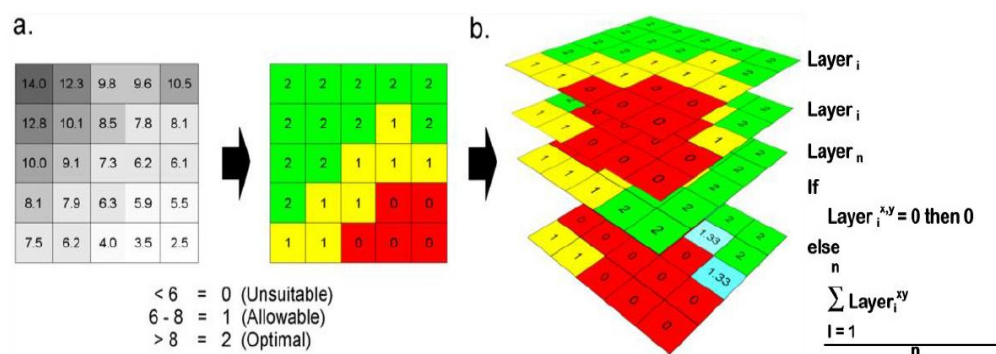 a.
14.0 12.3 9.8 9.6 10.5
12.8 10.1 8.5 7.8 8.1
10.0 9.1 7.3 6.2 6.1
8.1 7.9 6.3 5.9 5.5
7.5 6.2 4.0 3.5 2.5
2 2 2 2 2
2 2 2 1 2
2 2 1 1 1
2 1 1 0 0
1 1 0 0 0
< 6 = 0 (Unsuitable)
6 - 8 = 1 (Allowable)
> 8 = 2 (Optimal)
b.
Layer i
Layer i
Layer n
If
Layer i x,y = 0 then 0
else
n
∑ Layer i xy
I = 1
n
1.33
1.33